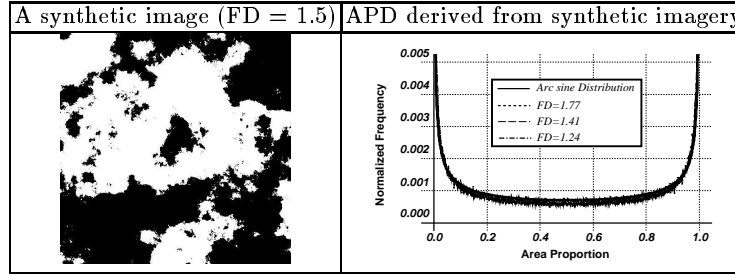 A synthetic image (FD = 1.5)
APD derived from synthetic imagery
0.005
0.004
0.003
0.002
0.001
0.000
Normalized Frequency
Arc sine Distribution
FD=1.77
FD=1.41
FD=1.24
0.0 0.2 0.4 0.6 0.8 1.0
Area Proportion